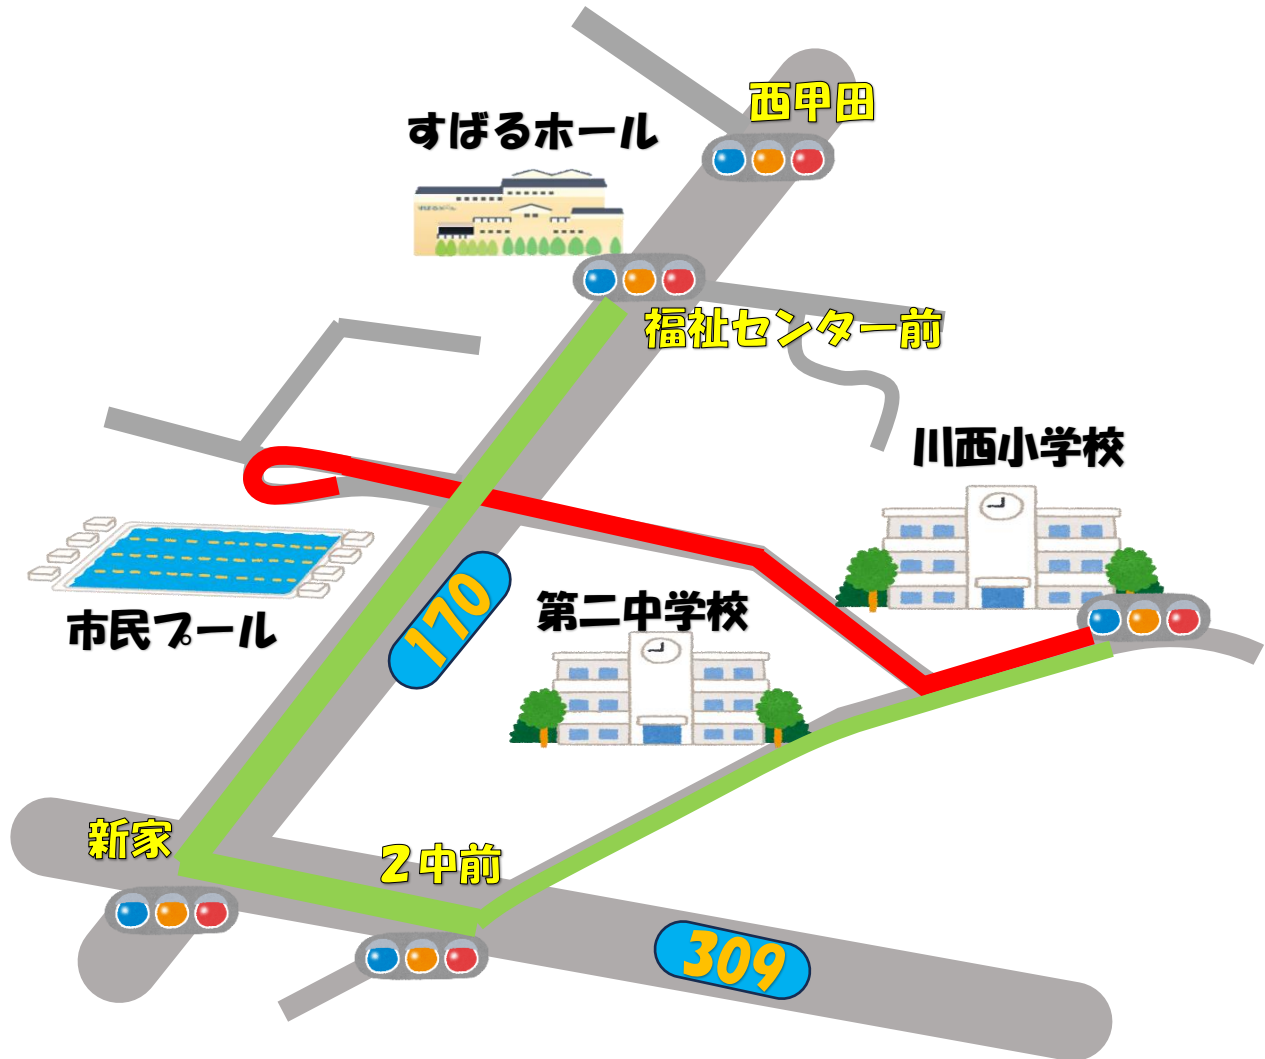 西甲田
すばるホール
福祉センター前
川西小学校
170
第二中学校
市民プール
新家
2中前
309